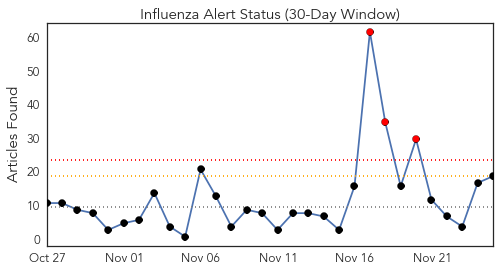 Influenza Alert Status (30-Day Window)
Articles Found
60
50
40
30
20
10
0
Oct 27 Nov 01 Nov 06 Nov 11 Nov 16 Nov 21